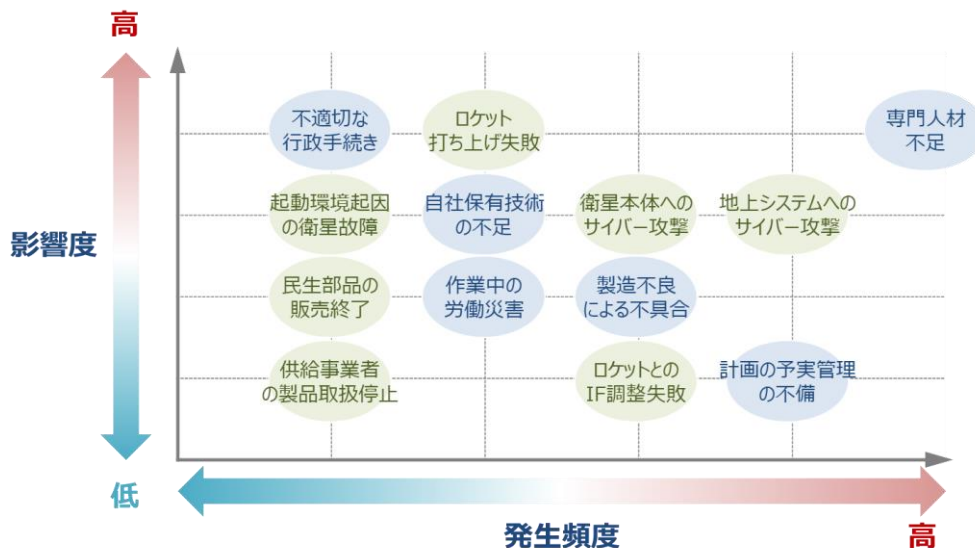 高
不適切な
行政手続き
ロケット
打ち上げ失敗
専門人材
不足
起動環境起因
の衛星故障
自社保有技術
の不足
衛星本体への
サイバー攻撃
地上システムへの
サイバー攻撃
影響度
民生部品の
販売終了
作業中の
労働災害
製造不良
による不具合
供給事業者
の製品取扱停止
ロケットとの
IF調整失敗
計画の予実管理
の不備
低
発生頻度
高